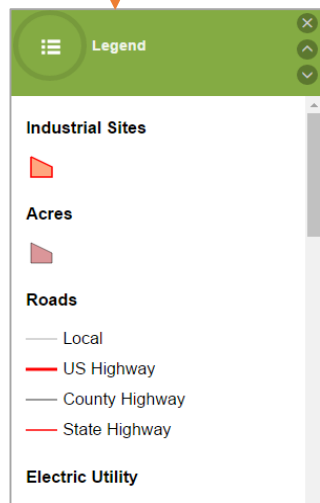 Legend
Industrial Sites
Acres
Roads
Local
US Highway
County Highway
State Highway
Electric Utility